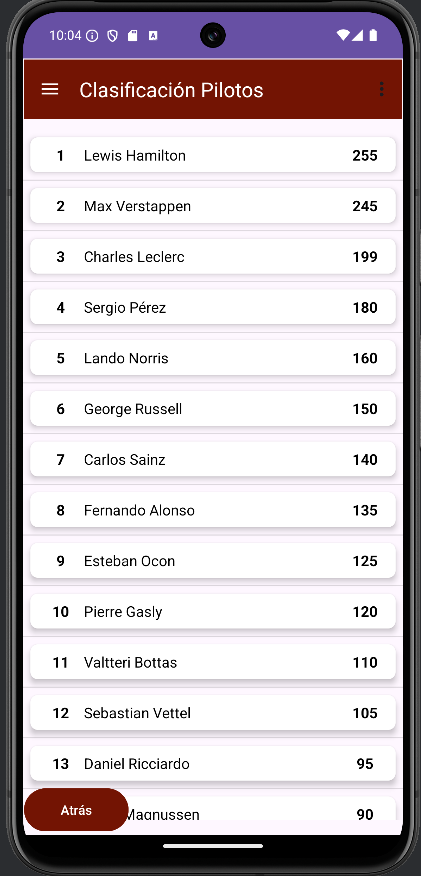 10:04
Clasificación Pilotos
1 Lewis Hamilton 255
2 Max Verstappen 245
3 Charles Leclerc 199
4 Sergio Pérez 180
5 Lando Norris 160
6 George Russell 150
7 Carlos Sainz 140
8 Fernando Alonso 135
9 Esteban Ocon 125
10 Pierre Gasly 120
11 Valtteri Bottas 110
12 Sebastian Vettel 105
13 Daniel Ricciardo 95
Magnussen 90
Atrás